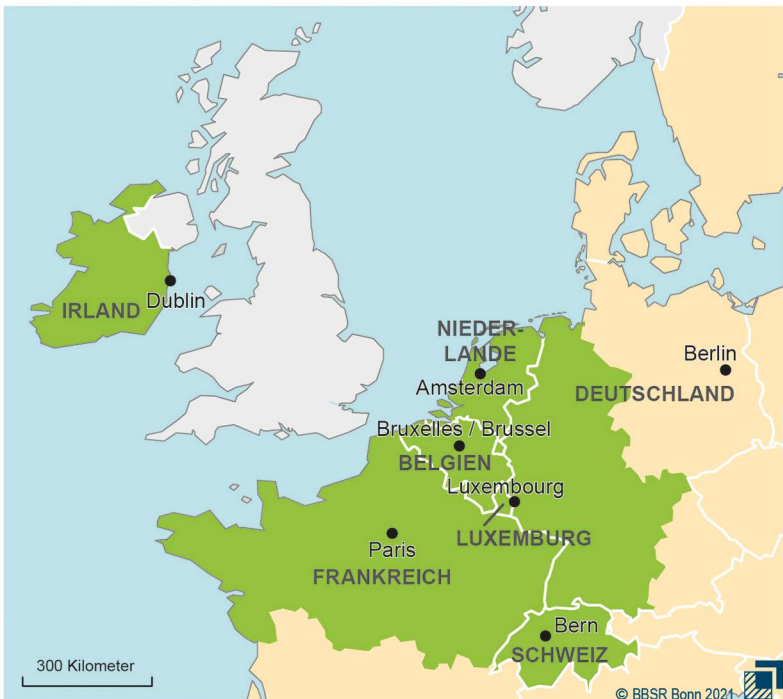 IRLAND
Dublin
NIEDER-
LANDE
Amsterdam
Berlin
DEUTSCHLAND
Bruxelles / Brussel
BELGIEN
Luxembourg
LUXEMBURG
Paris
FRANKREICH
Bern
SCHWEIZ
300 Kilometer
© BBSR Bonn 2021